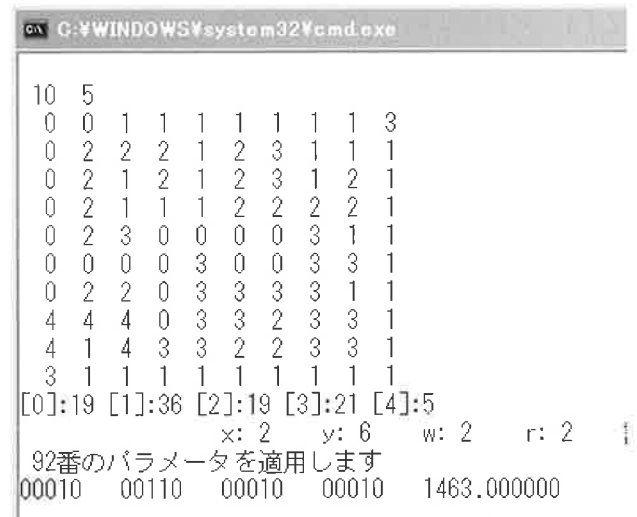 C:¥WINDOWS¥system32¥cmd.exe
10 5
0 0 1 1 1 1 1 1 1 3
0 2 2 2 1 2 3 1 1 1
0 2 1 2 1 2 3 1 2 1
0 2 1 1 1 2 2 2 2 1
0 2 3 0 0 0 0 3 1 1
0 0 0 0 3 0 0 3 3 1
0 2 2 0 3 3 3 3 1 1
4 4 4 0 3 3 2 3 3 1
4 1 4 3 3 2 2 3 3 1
3 1 1 1 1 1 1 1 1 1
[0]:19 [1]:36 [2]:19 [3]:21 [4]:5
x: 2 y: 6 w: 2 r: 2
92番のパラメータを適用します
00010 00110 00010 00010 1463.000000